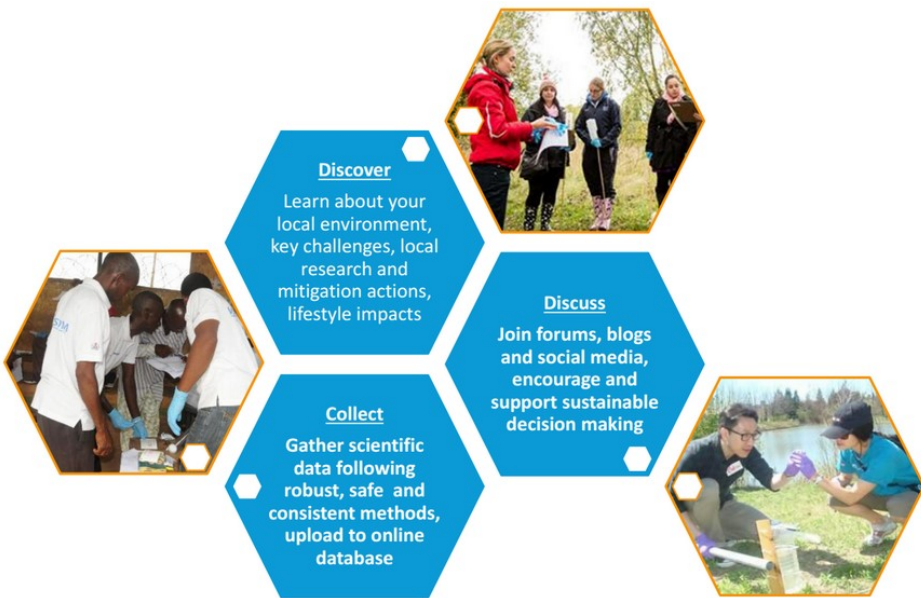 Discover
Learn about your
local environment,
key challenges, local
research and
mitigation actions,
lifestyle impacts
Discuss
Join forums, blogs
and social media,
encourage and
support sustainable
decision making
Collect
Gather scientific
data following
robust, safe and
consistent methods,
upload to online
database